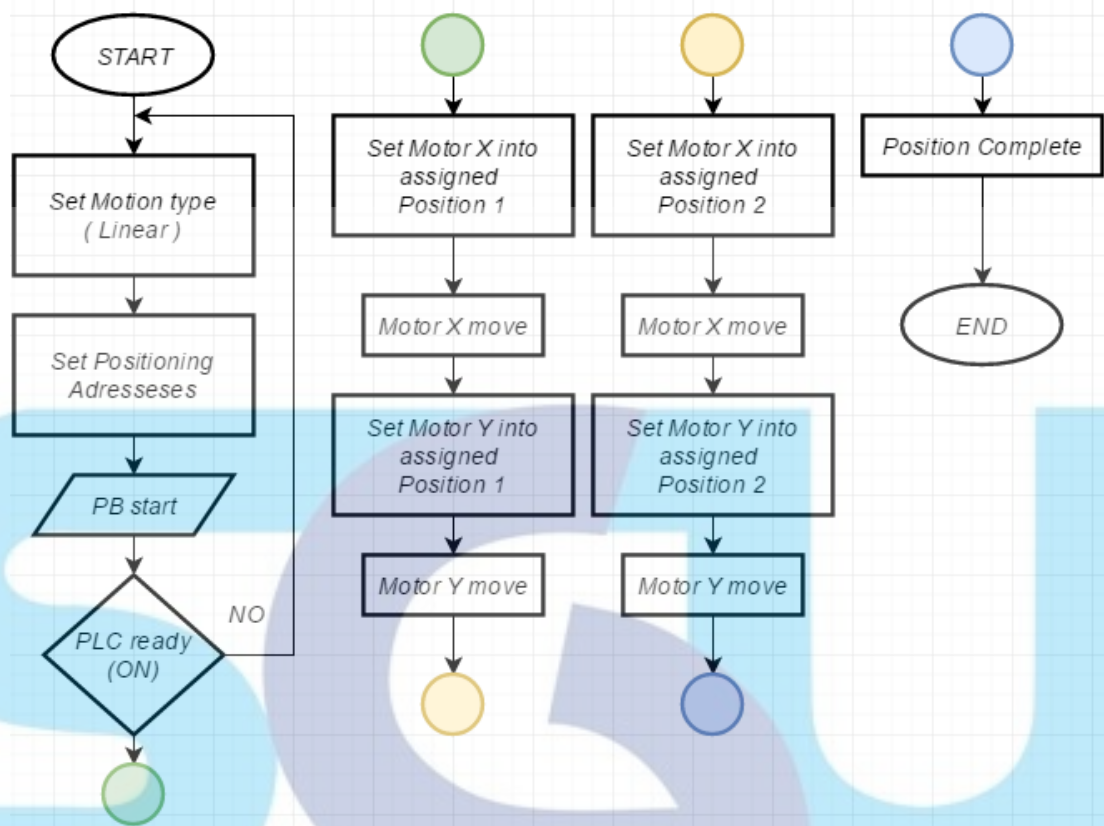 START
Set Motion type
( Linear )
Set Positioning
Adresseses
PB start
NO
PLC ready
(ON)
Set Motor X into
assigned
Position 1
Motor X move
Set Motor Y into
assigned
Position 1
Motor Y move
Set Motor X into
assigned
Position 2
Motor X move
Set Motor Y into
assigned
Position 2
Motor Y move
Position Complete
END
SGU